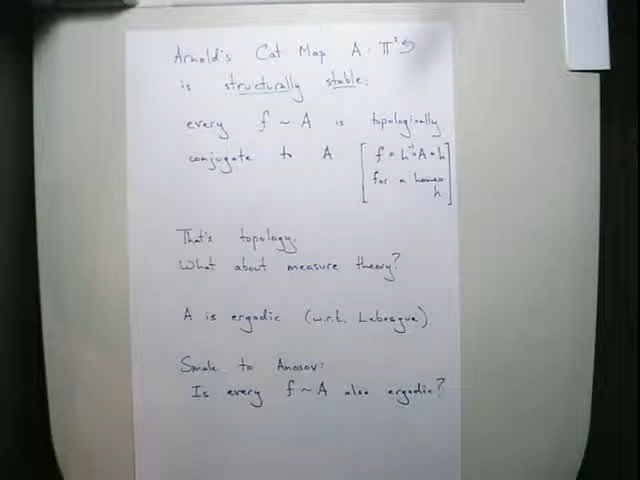 Arnold's Cat Map A : 𝕋² ↺
is structurally stable:
every f ~ A is topologically
conjugate to A [ f = h⁻¹∘A∘h
for a homeo
h ]
That's topology.
What about measure theory?
A is ergodic (w.r.t. Lebesgue)
Smale to Anosov:
Is every f ~ A also ergodic?